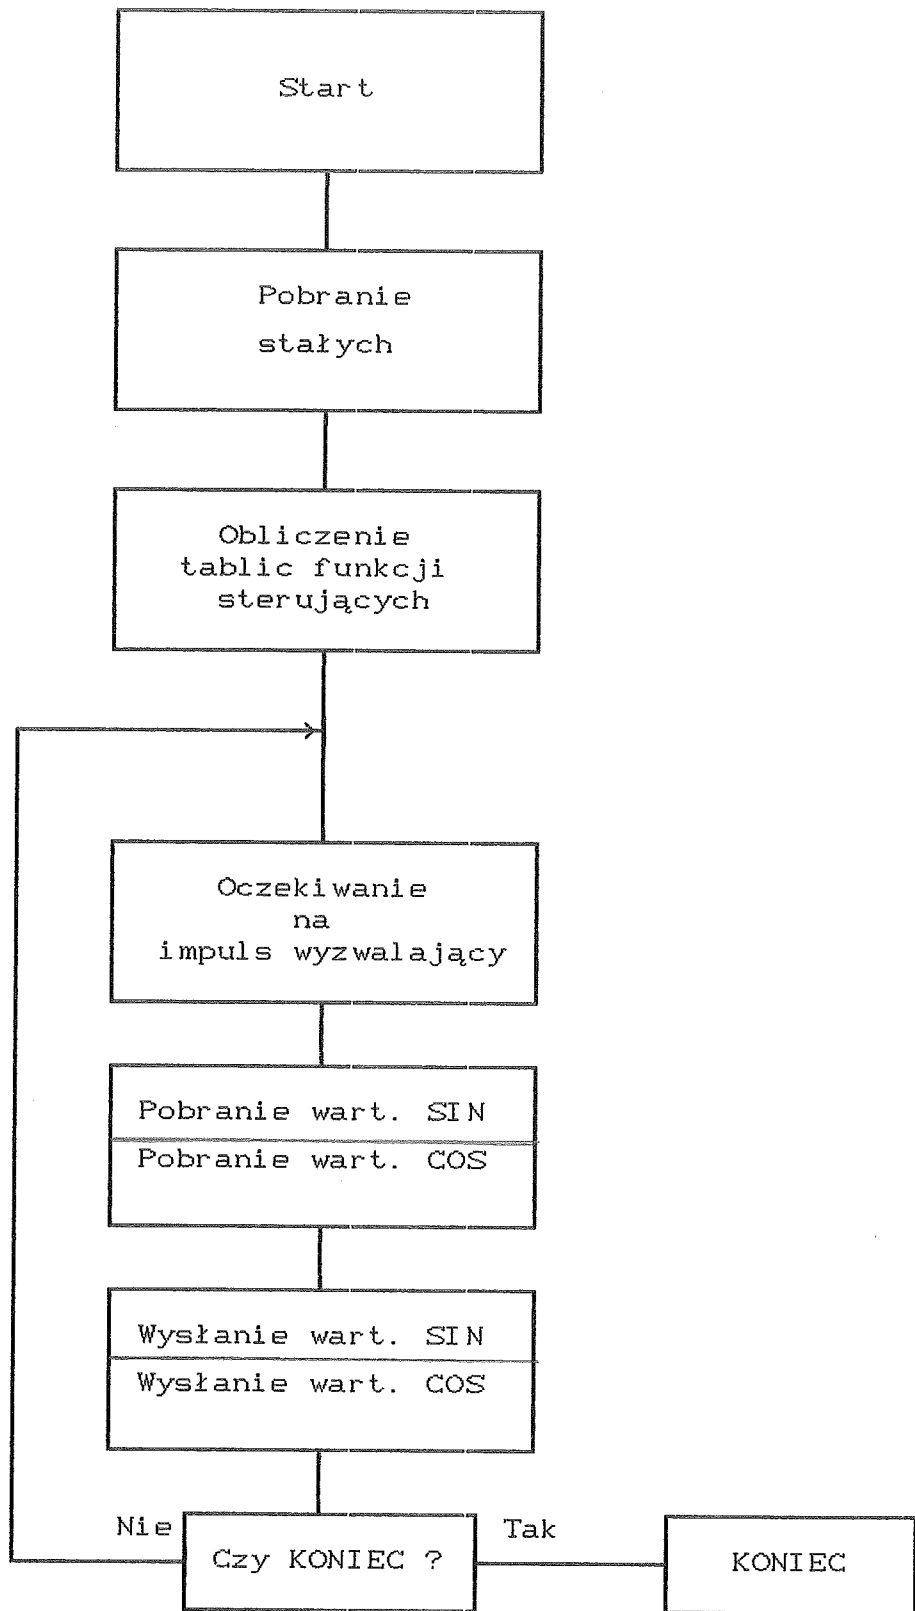 Start
Pobranie
stałych
Obliczenie
tablic funkcji
sterujących
Oczekiwanie
na
impuls wyzwalający
Pobranie wart. SIN
Pobranie wart. COS
Wysłanie wart. SIN
Wysłanie wart. COS
Nie
Czy KONIEC ?
Tak
KONIEC